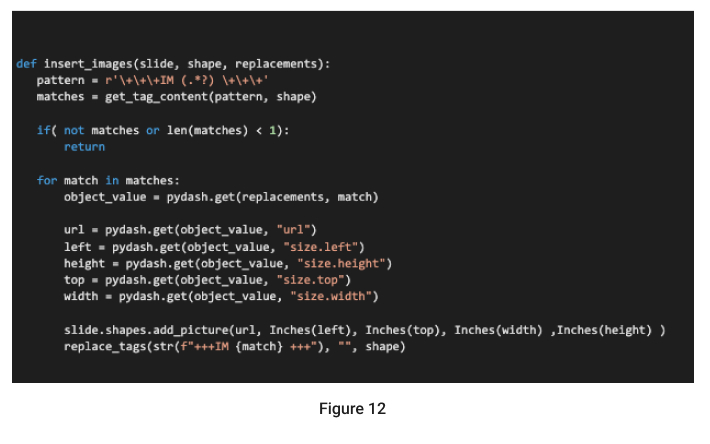 def insert_images(slide, shape, replacements):
pattern = r'\+\+\+IM (.*?) \+\+\+'
matches = get_tag_content(pattern, shape)
if( not matches or len(matches) < 1):
return
for match in matches:
object_value = pydash.get(replacements, match)
url = pydash.get(object_value, "url")
left = pydash.get(object_value, "size.left")
height = pydash.get(object_value, "size.height")
top = pydash.get(object_value, "size.top")
width = pydash.get(object_value, "size.width")
slide.shapes.add_picture(url, Inches(left), Inches(top), Inches(width) ,Inches(height) )
replace_tags(str(f"+++IM {match} +++"), "", shape)
Figure 12